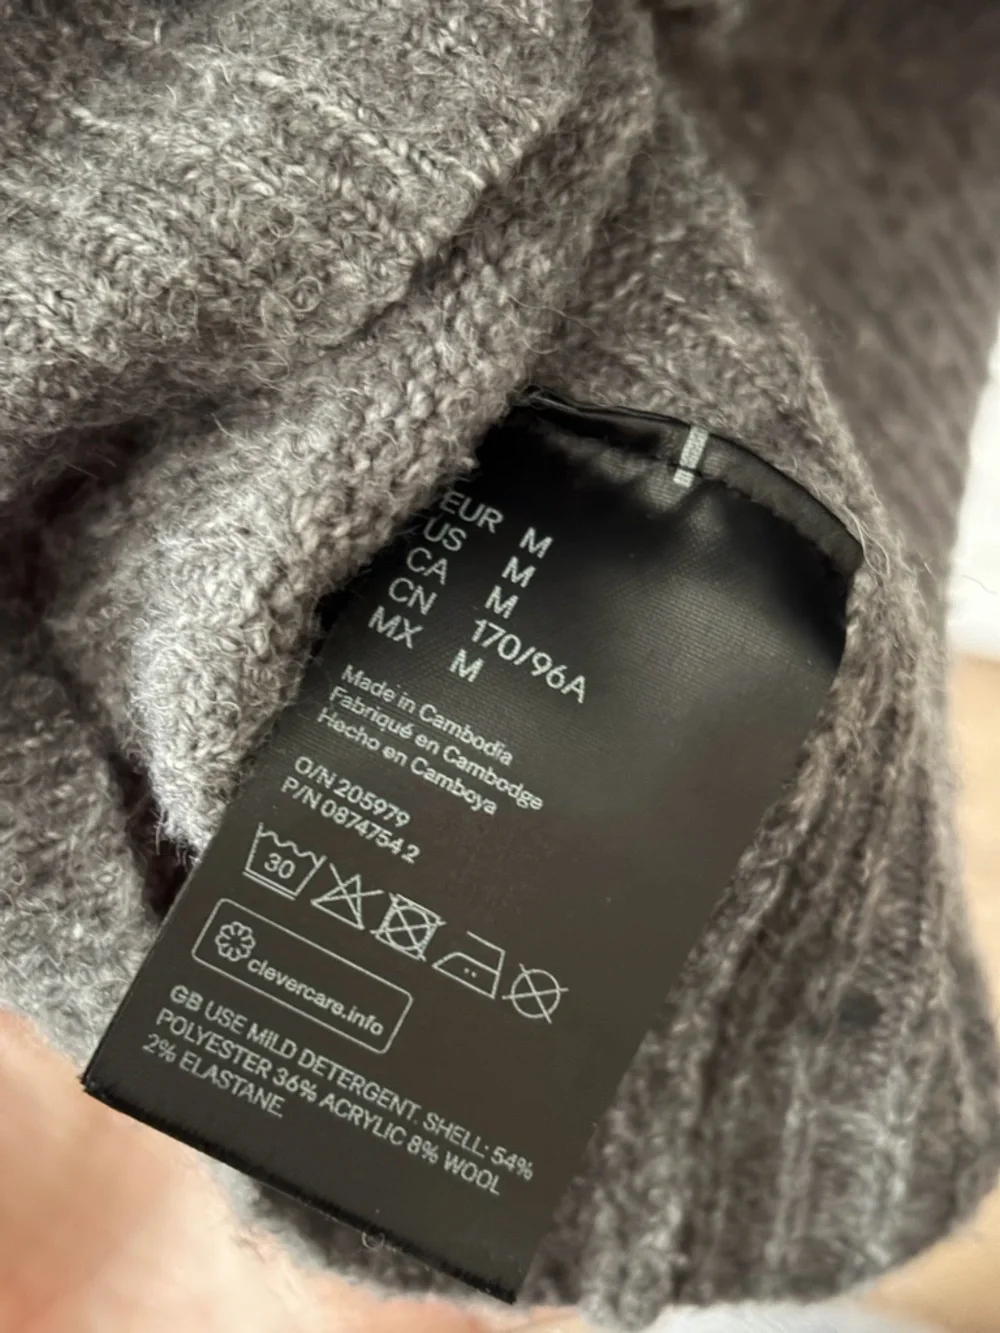 EUR M
US M
CA M
CN 170/96A
MX M
Made in Cambodia
Fabriqué en Cambodge
Hecho en Camboya
O/N 205979
P/N 0874754 2
30
clevercare.info
GB USE MILD DETERGENT. SHELL: 54%
POLYESTER 36% ACRYLIC 8% WOOL
2% ELASTANE